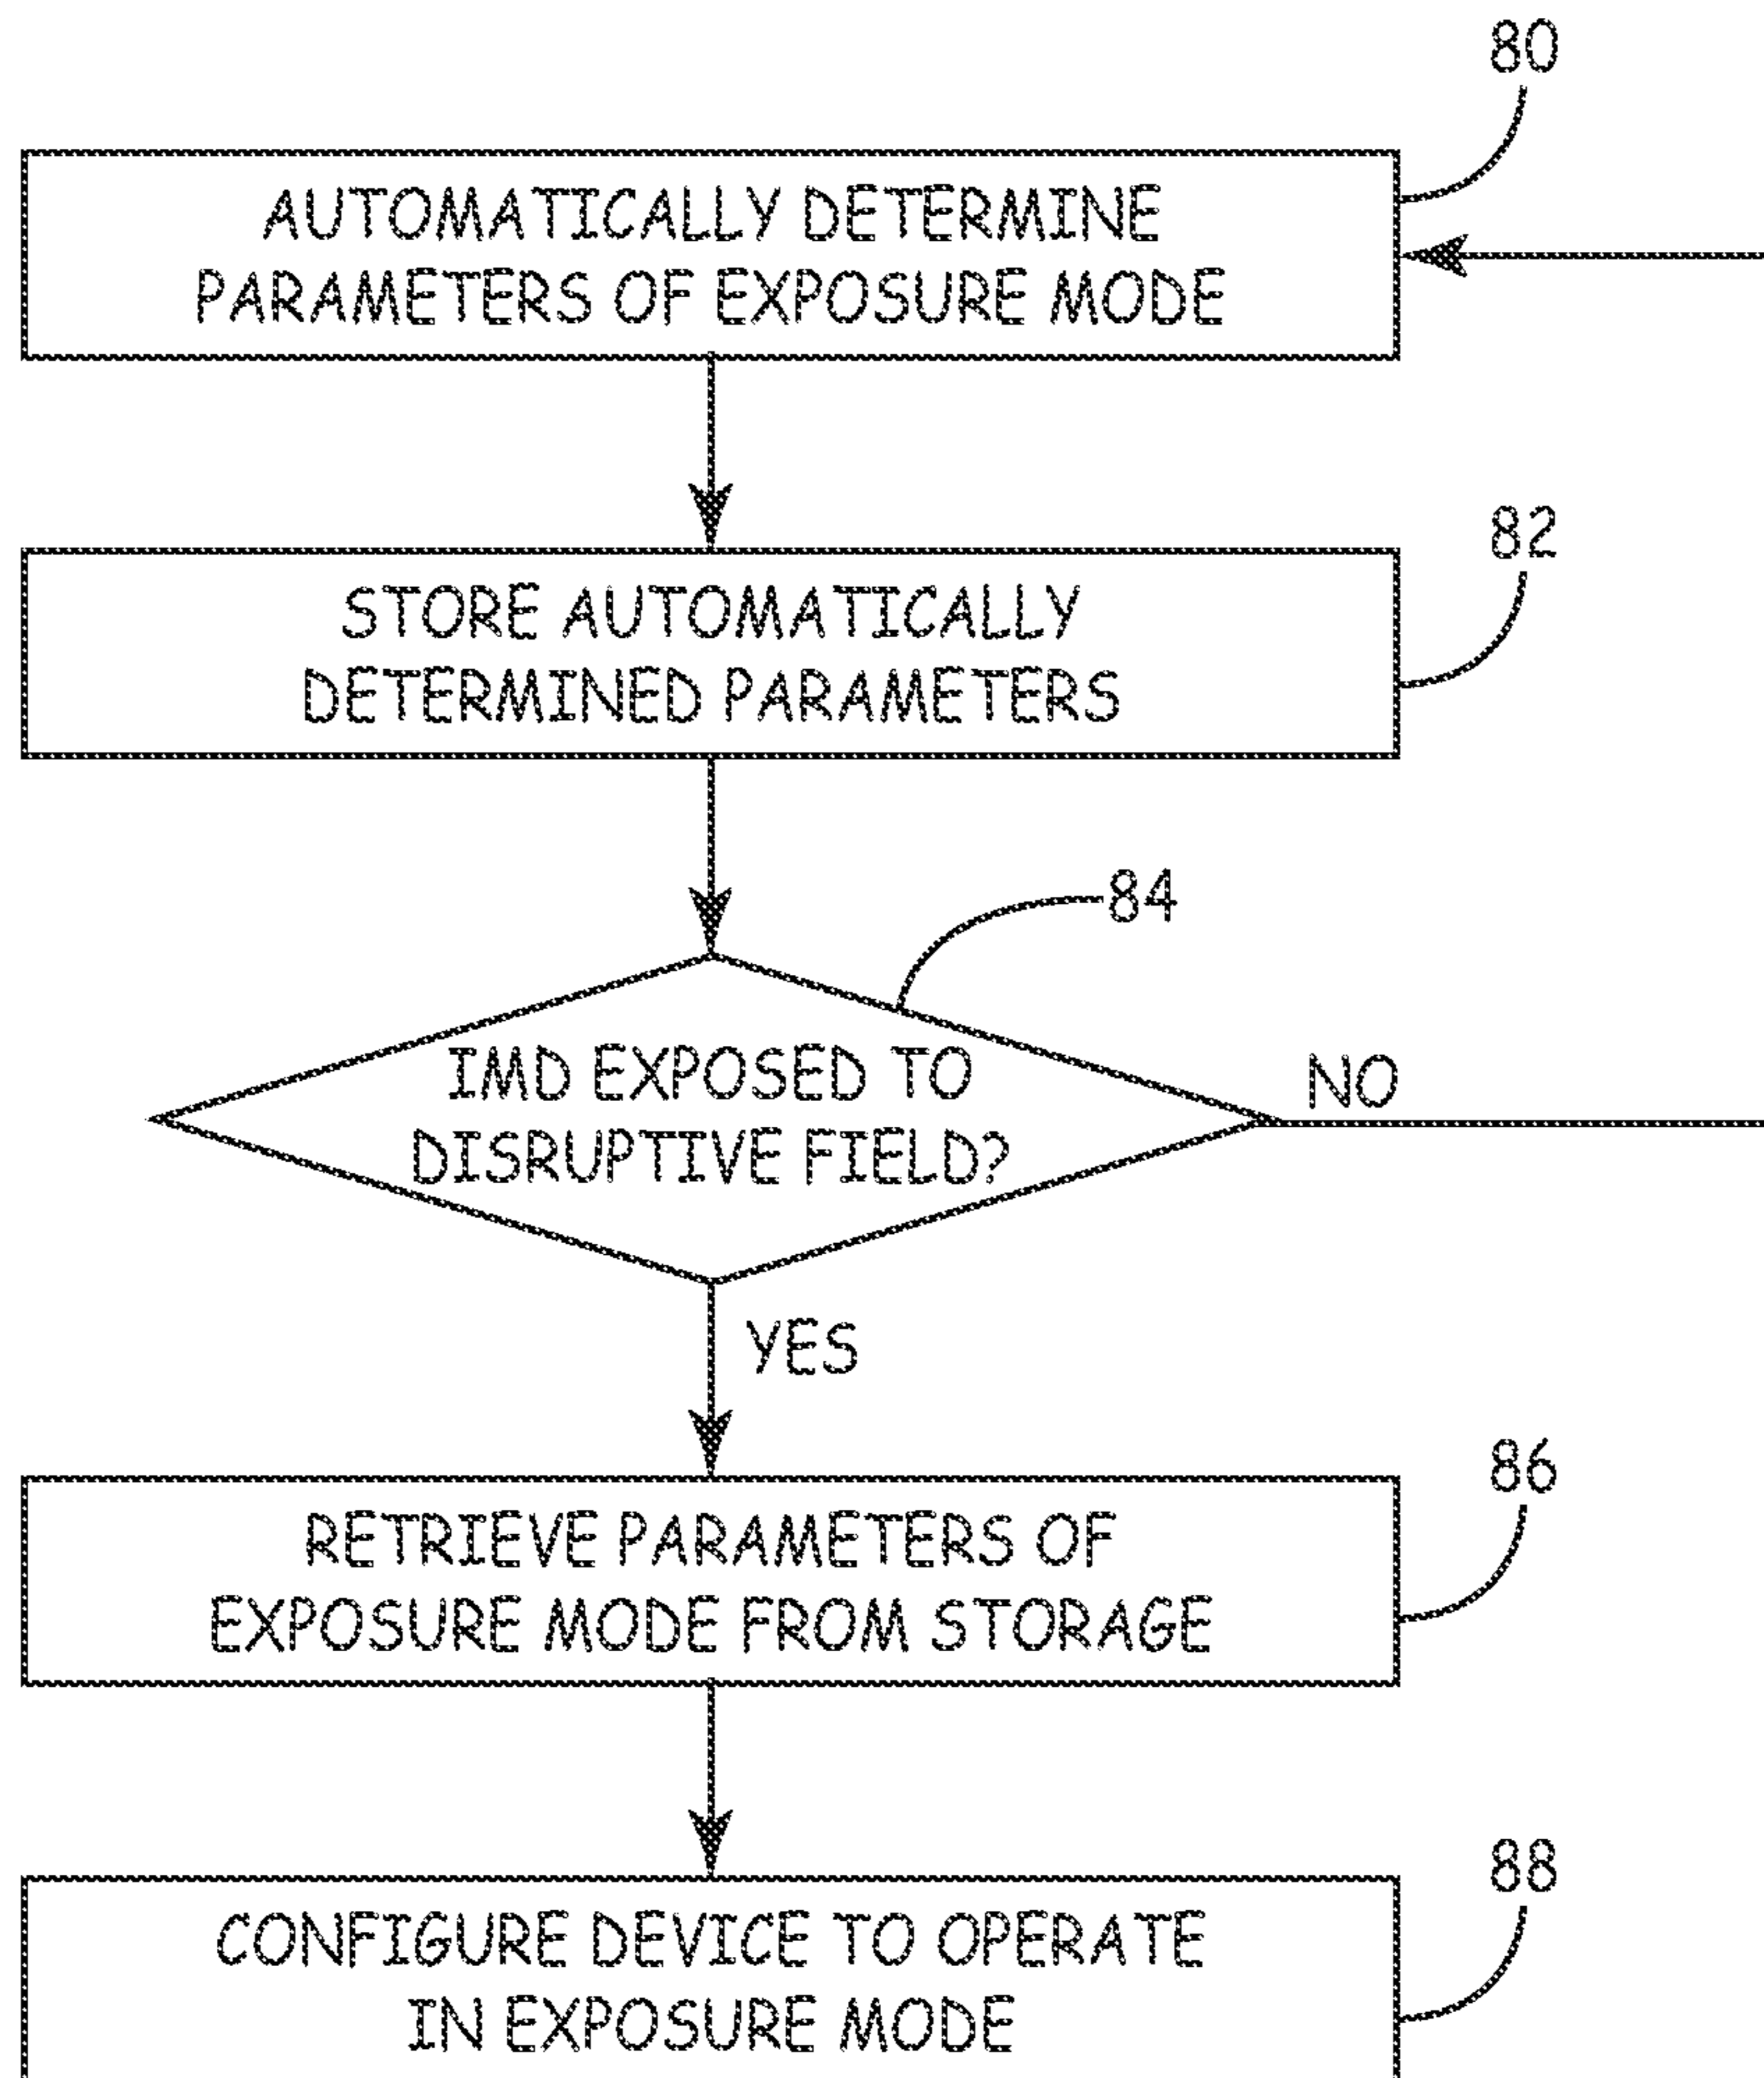 80
AUTOMATICALLY DETERMINE
PARAMETERS OF EXPOSURE MODE
82
STORE AUTOMATICALLY
DETERMINED PARAMETERS
84
IMD EXPOSED TO
DISRUPTIVE FIELD?
NO
YES
86
RETRIEVE PARAMETERS OF
EXPOSURE MODE FROM STORAGE
88
CONFIGURE DEVICE TO OPERATE
IN EXPOSURE MODE